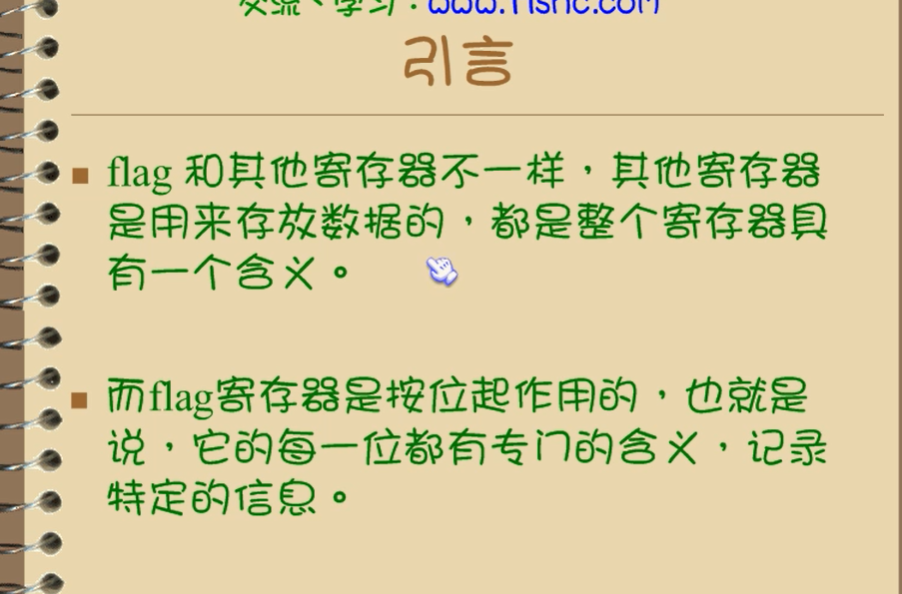 交流、学习：www.fishc.com
引言
flag 和其他寄存器不一样，其他寄存器
是用来存放数据的，都是整个寄存器具
有一个含义。
而flag寄存器是按位起作用的，也就是
说，它的每一位都有专门的含义，记录
特定的信息。